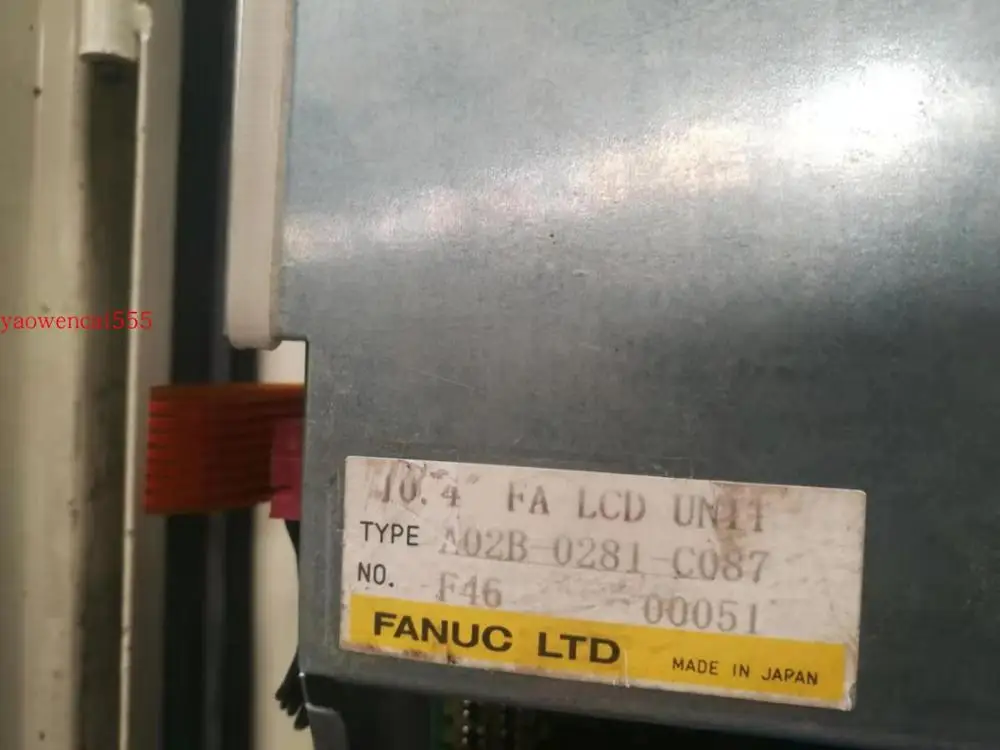 yaowencai555
10.4" FA LCD UNIT
TYPE A02B-0281-C087
NO. F46 00051
FANUC LTD MADE IN JAPAN